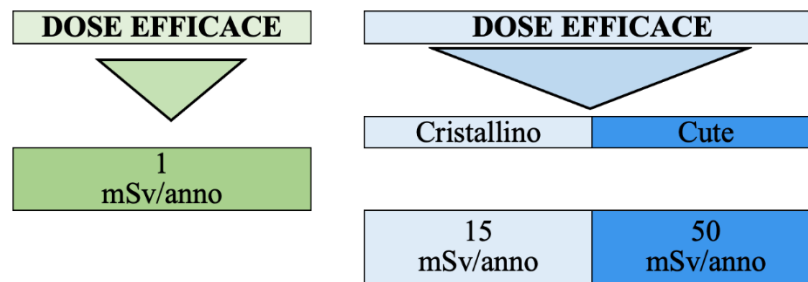 DOSE EFFICACE
1
mSv/anno
DOSE EFFICACE
Cristallino
Cute
15
mSv/anno
50
mSv/anno